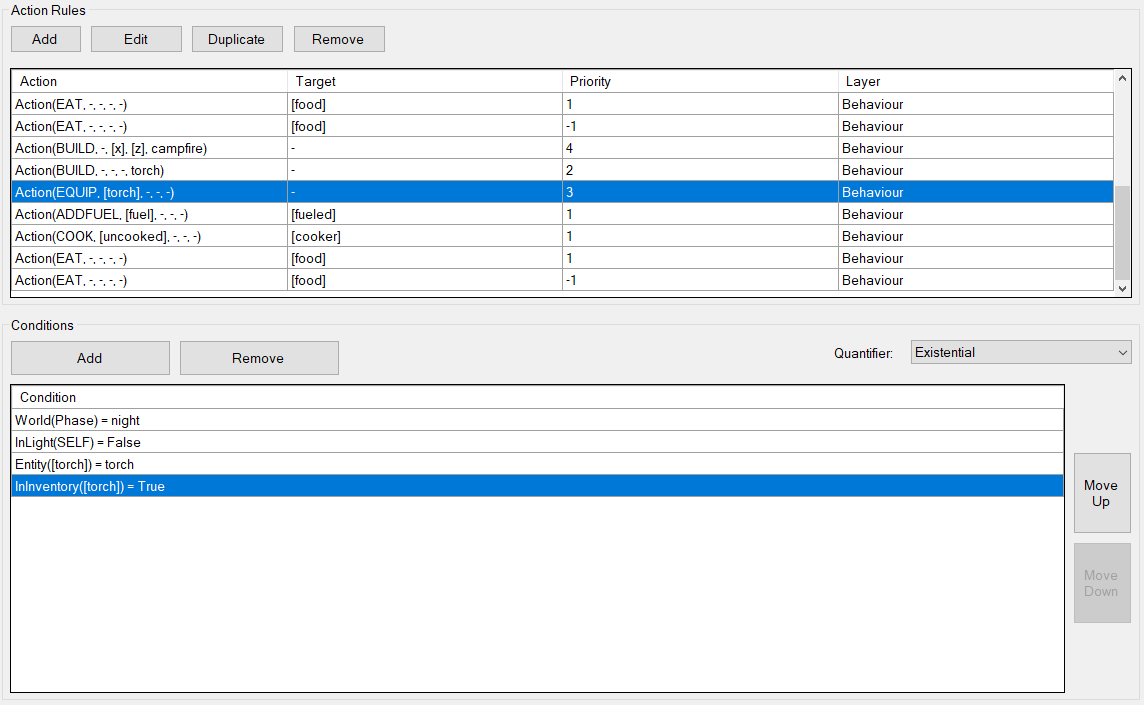 Action Rules
Add Edit Duplicate Remove
Action Target Priority Layer
Action(EAT, -, -, -, -) [food] 1 Behaviour
Action(EAT, -, -, -, -) [food] -1 Behaviour
Action(BUILD, -, [x], [z], campfire) - 4 Behaviour
Action(BUILD, -, -, -, torch) - 2 Behaviour
Action(EQUIP, [torch], -, -, -) - 3 Behaviour
Action(ADDFUEL, [fuel], -, -, -) [fueled] 1 Behaviour
Action(COOK, [uncooked], -, -, -) [cooker] 1 Behaviour
Action(EAT, -, -, -, -) [food] 1 Behaviour
Action(EAT, -, -, -, -) [food] -1 Behaviour
Conditions
Add Remove Quantifier: Existential
Condition
World(Phase) = night
InLight(SELF) = False
Entity([torch]) = torch
InInventory([torch]) = True
Move
Up
Move
Down